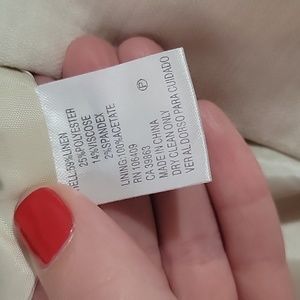 SHELL:59%LINEN
25%POLYESTER
14%VISCOSE
2%SPANDEX
LINING:100%ACETATE
RN 106409
CA 39863
MADE IN CHINA
DRY CLEAN ONLY
VER AL DORSO PARA CUIDADO
P